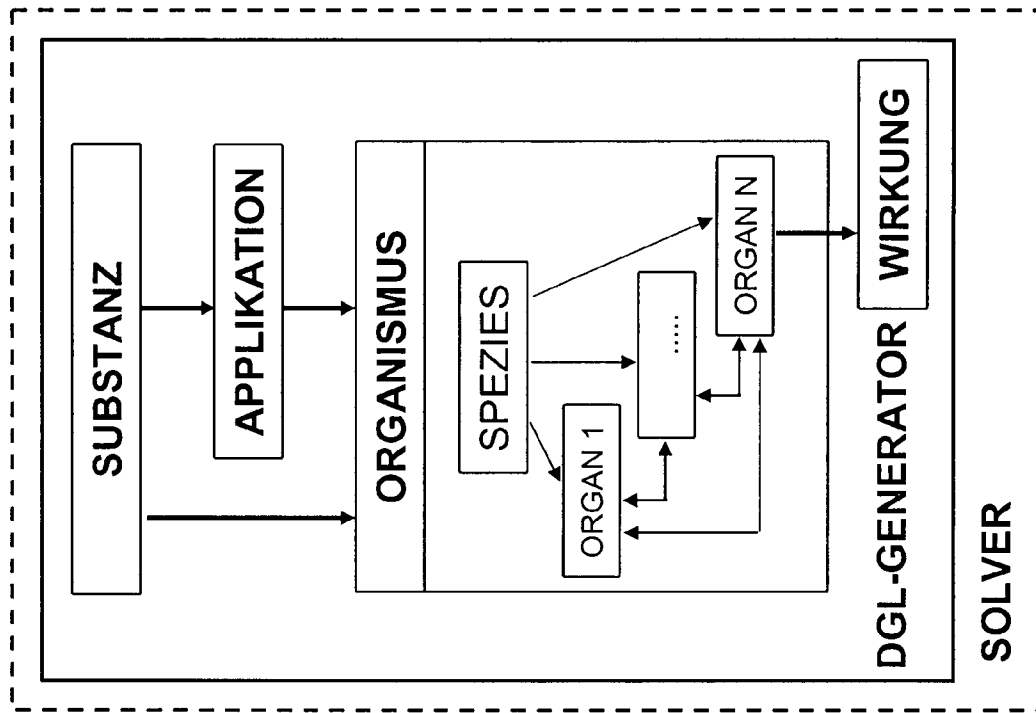 SUBSTANZ
APPLIKATION
ORGANISMUS
SPEZIES
ORGAN 1
.....
ORGAN N
DGL-GENERATOR
WIRKUNG
SOLVER